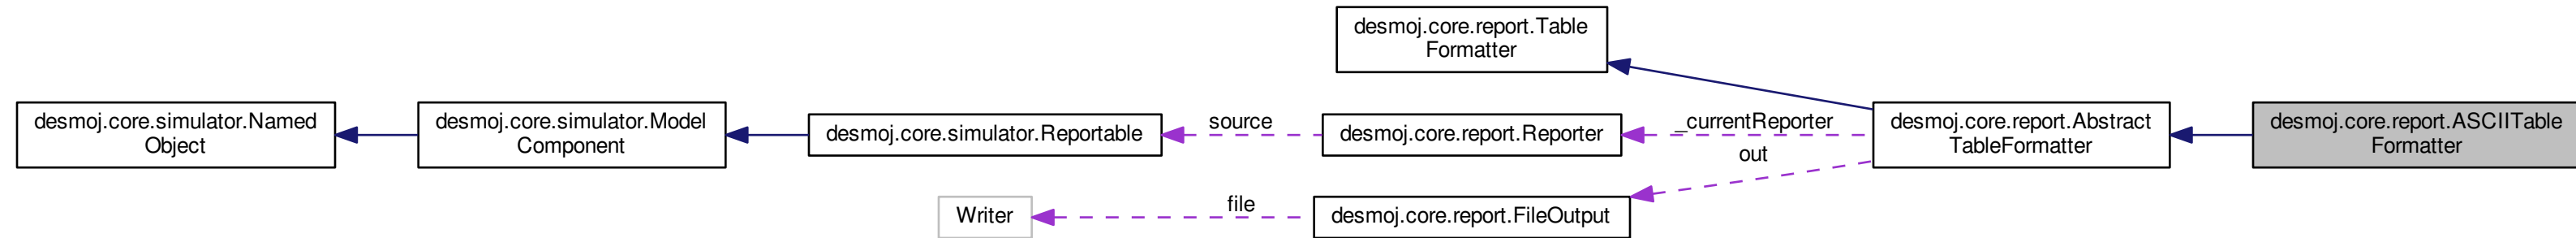 desmoj.core.report.Table
Formatter
desmoj.core.simulator.Named
Object
desmoj.core.simulator.Model
Component
desmoj.core.simulator.Reportable
source
desmoj.core.report.Reporter
_currentReporter
desmoj.core.report.Abstract
TableFormatter
desmoj.core.report.ASCIITable
Formatter
out
Writer
file
desmoj.core.report.FileOutput